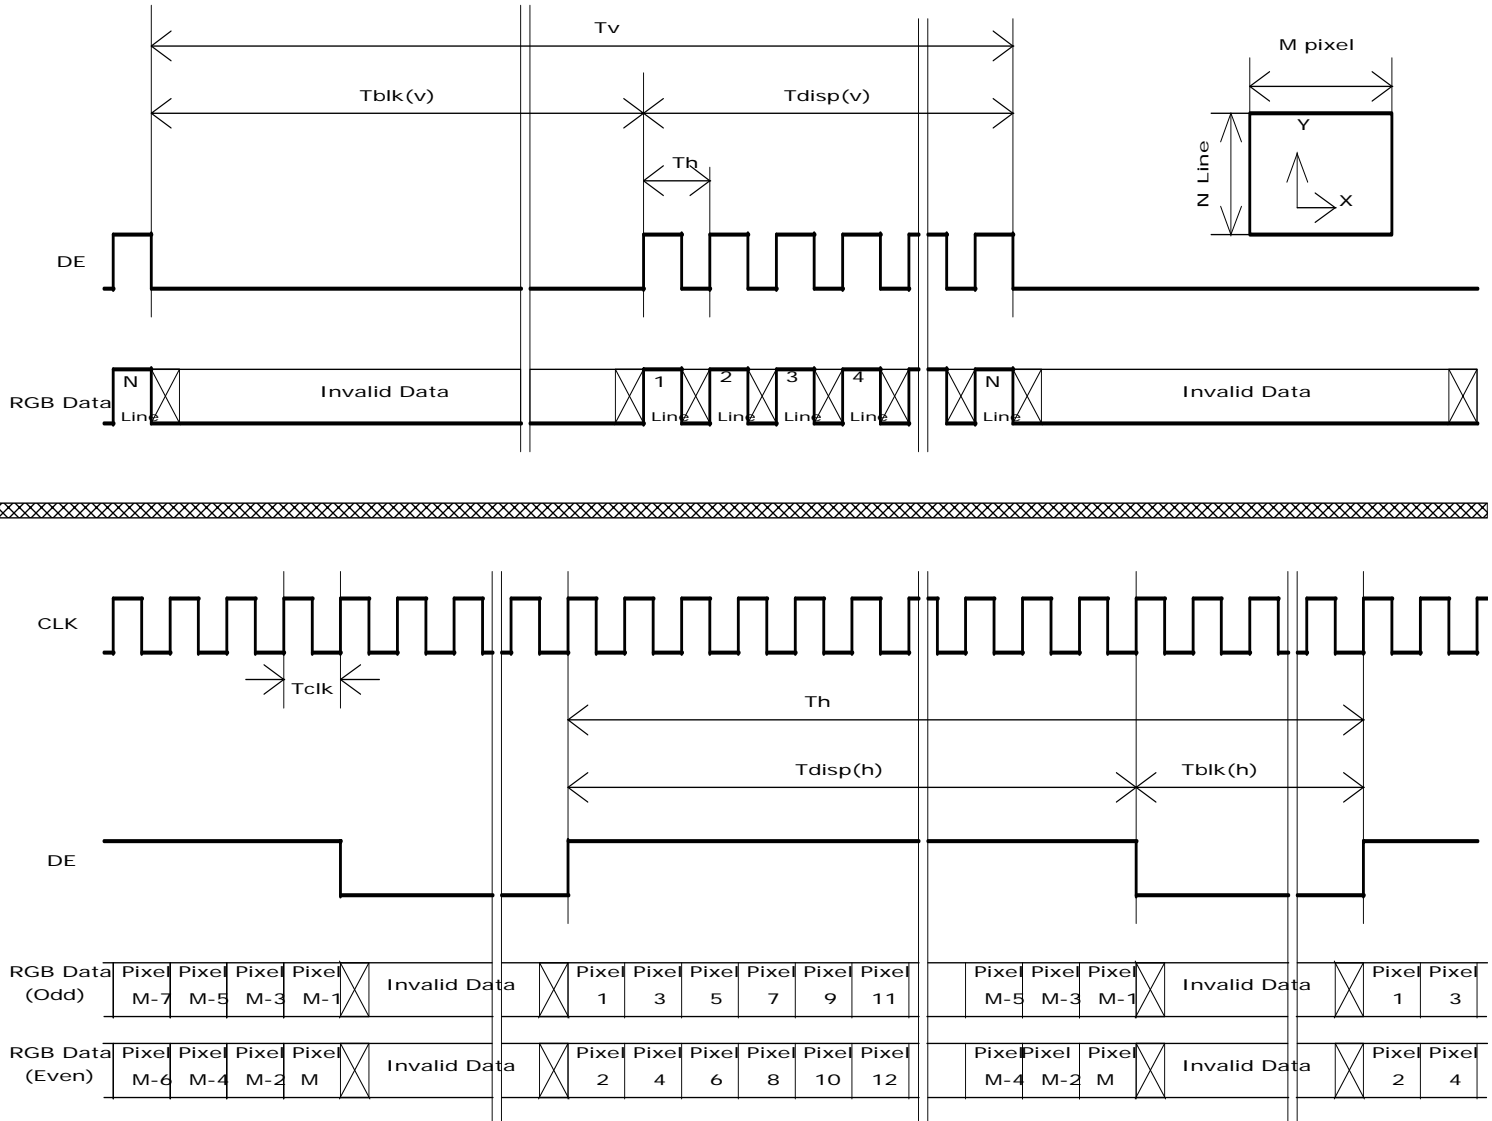 Tv
M pixel
Tblk(v) Tdisp(v)
Th
Y
N Line
X
DE
N 1 2 3 4 N
Invalid Data Invalid Data
RGB Data
Line Line Line Line Line Line
CLK
Tclk
Th
Tdisp(h) Tblk(h)
DE
RGB Data Pixel Pixel Pixel Pixel Invalid Data Pixel Pixel Pixel Pixel Pixel Pixel Pixel Pixel Pixel Invalid Data Pixel Pixel
(Odd) M-7 M-5 M-3 M-1 1 3 5 7 9 11 M-5 M-3 M-1 1 3
RGB Data Pixel Pixel Pixel Pixel Invalid Data Pixel Pixel Pixel Pixel Pixel Pixel Pixel Pixel Pixel Invalid Data Pixel Pixel
(Even) M-6 M-4 M-2 M 2 4 6 8 10 12 M-4 M-2 M 2 4